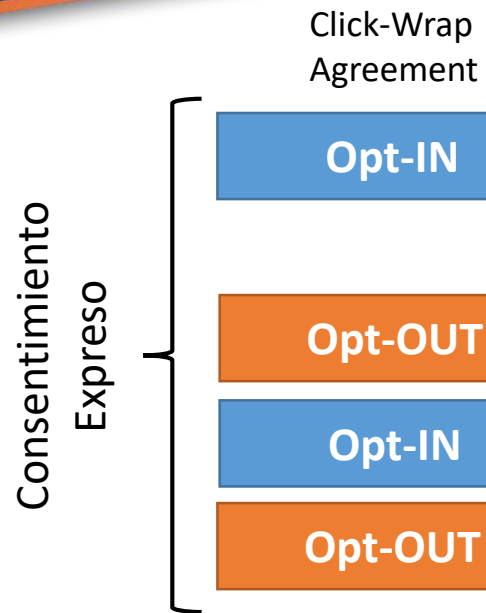 Click-Wrap
Agreement
Consentimiento
Expreso
Opt-IN
Opt-OUT
Opt-IN
Opt-OUT